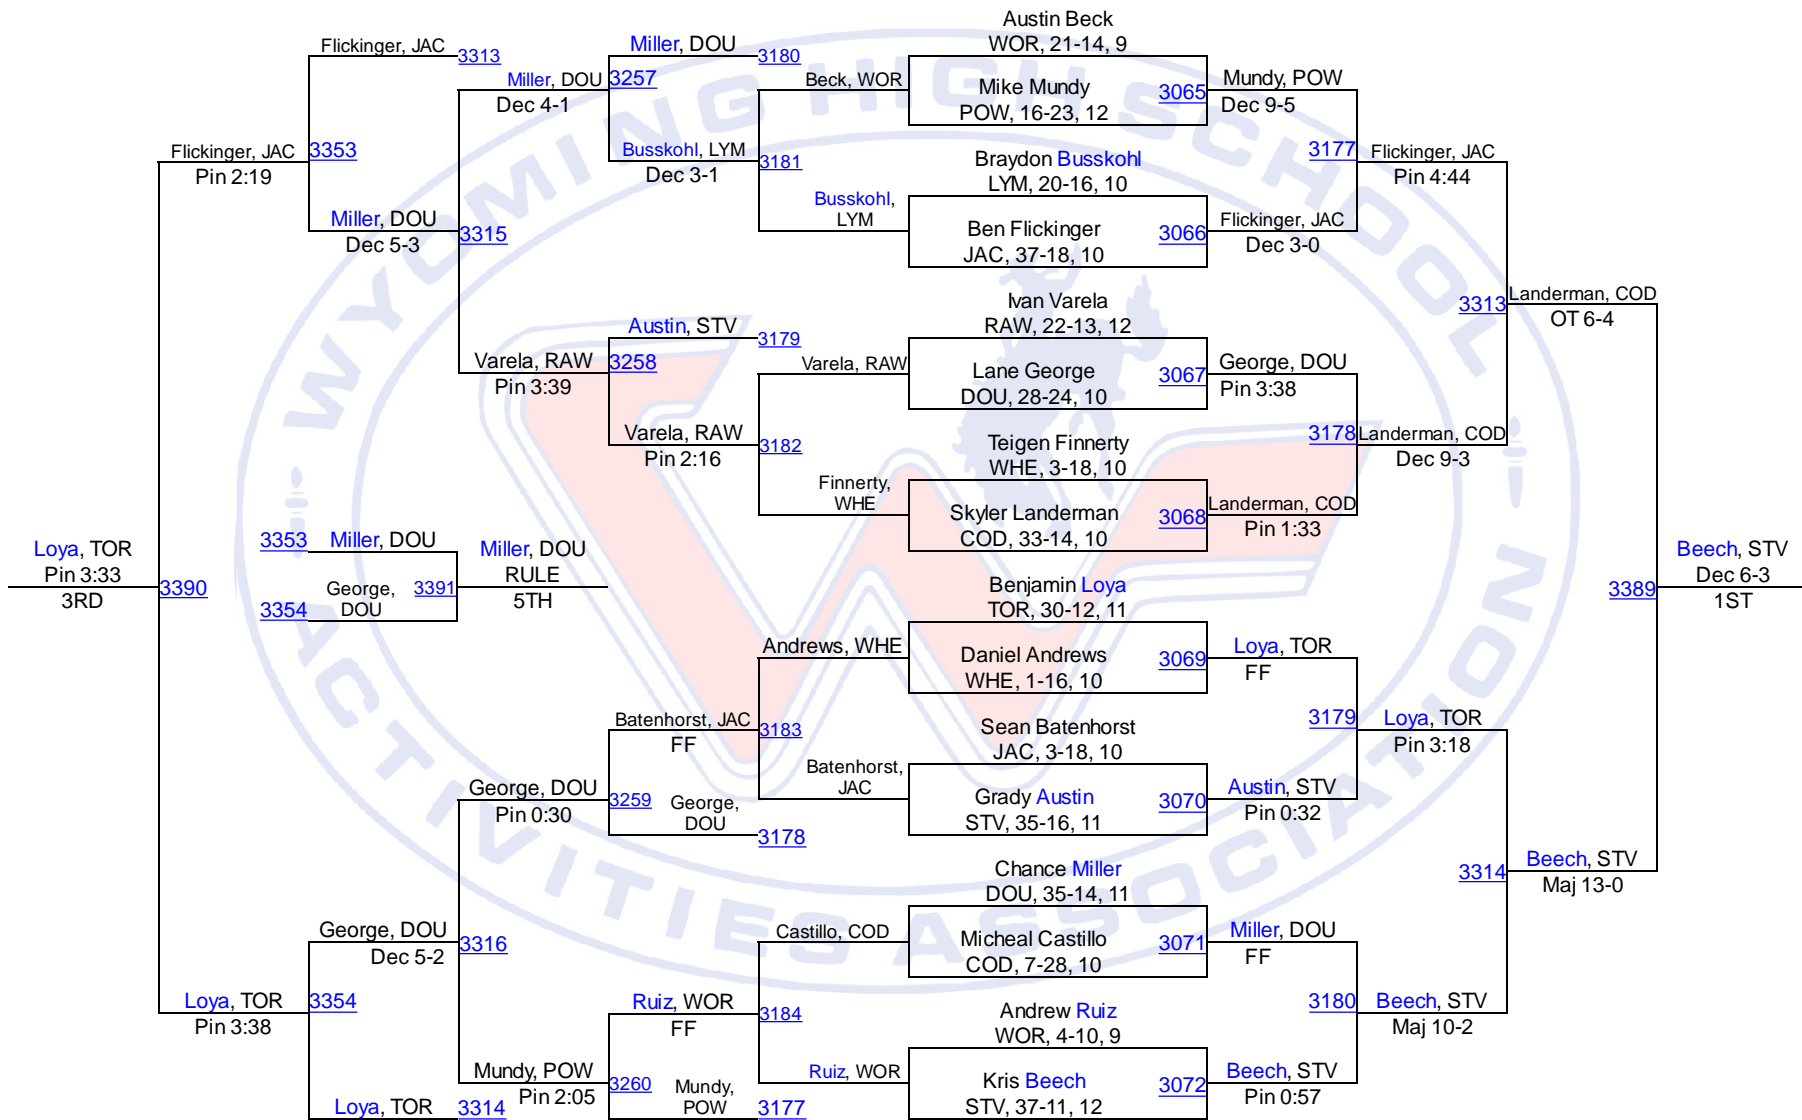 Austin Beck
WOR, 21-14, 9
Mike Mundy
POW, 16-23, 12
3065
Mundy, POW
Dec 9-5
Braydon Busskohl
LYM, 20-16, 10
Ben Flickinger
JAC, 37-18, 10
3066
Flickinger, JAC
Dec 3-0
3177
Flickinger, JAC
Pin 4:44
Ivan Varela
RAW, 22-13, 12
Lane George
DOU, 28-24, 10
3067
George, DOU
Pin 3:38
Teigen Finnerty
WHE, 3-18, 10
Skyler Landerman
COD, 33-14, 10
3068
Landerman, COD
Pin 1:33
3178
Landerman, COD
Dec 9-3
3313
Landerman, COD
OT 6-4
Benjamin Loya
TOR, 30-12, 11
Daniel Andrews
WHE, 1-16, 10
3069
Loya, TOR
FF
Sean Batenhorst
JAC, 3-18, 10
Grady Austin
STV, 35-16, 11
3070
Austin, STV
Pin 0:32
3179
Loya, TOR
Pin 3:18
Chance Miller
DOU, 35-14, 11
Micheal Castillo
COD, 7-28, 10
3071
Miller, DOU
FF
Andrew Ruiz
WOR, 4-10, 9
Kris Beech
STV, 37-11, 12
3072
Beech, STV
Pin 0:57
3180
Beech, STV
Maj 10-2
3314
Beech, STV
Maj 13-0
3389
Beech, STV
Dec 6-3
1ST
Beck, WOR
Busskohl,
LYM
3181
Busskohl, LYM
Dec 3-1
Miller, DOU
3180
3257
Miller, DOU
Dec 4-1
Varela, RAW
Finnerty,
WHE
3182
Varela, RAW
Pin 2:16
Austin, STV
3179
3258
Varela, RAW
Pin 3:39
3315
Miller, DOU
Dec 5-3
Flickinger, JAC
3313
3353
Flickinger, JAC
Pin 2:19
Andrews, WHE
Batenhorst,
JAC
3183
Batenhorst, JAC
FF
George,
DOU
3178
3259
George, DOU
Pin 0:30
Castillo, COD
Ruiz, WOR
3184
Ruiz, WOR
FF
Mundy,
POW
3177
3260
Mundy, POW
Pin 2:05
3316
George, DOU
Dec 5-2
Loya, TOR
3314
3354
Loya, TOR
Pin 3:38
3390
Loya, TOR
Pin 3:33
3RD
3353
Miller, DOU
George,
DOU
3354
3391
Miller, DOU
RULE
5TH
WYOMING HIGH SCHOOL
ACTIVITIES ASSOCIATION